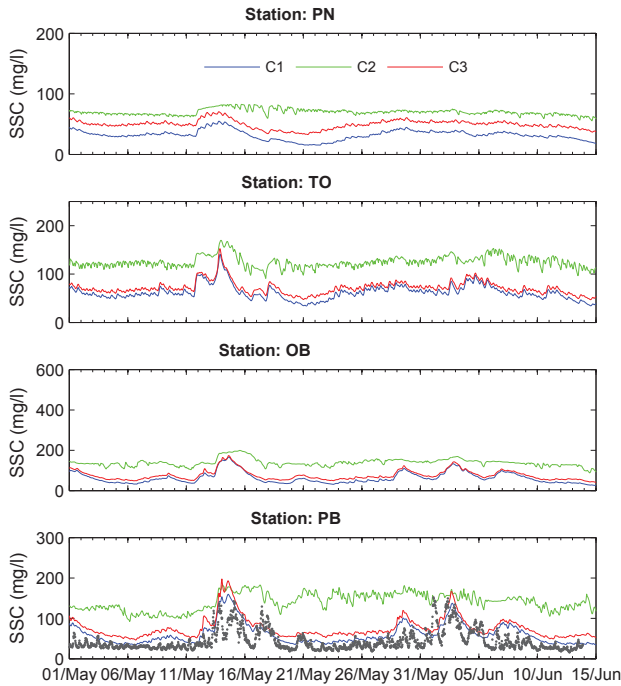 Station: PN
200
100
0
SSC (mg/l)
C1 C2 C3
Station: TO
200
100
0
SSC (mg/l)
Station: OB
600
400
200
0
SSC (mg/l)
Station: PB
300
200
100
0
SSC (mg/l)
01/May 06/May 11/May 16/May 21/May 26/May 31/May 05/Jun 10/Jun 15/Jun